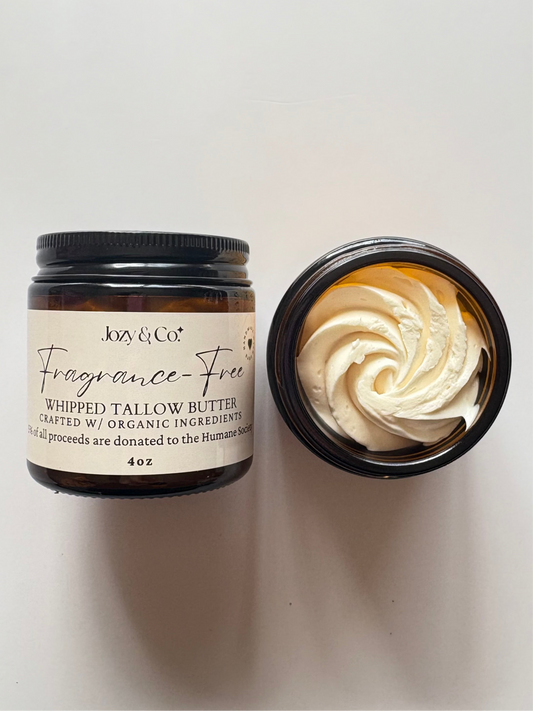 Jozy & Co.
Fragrance-Free
WHIPPED TALLOW BUTTER
CRAFTED W/ ORGANIC INGREDIENTS
% of all proceeds are donated to the Humane Society
4oz